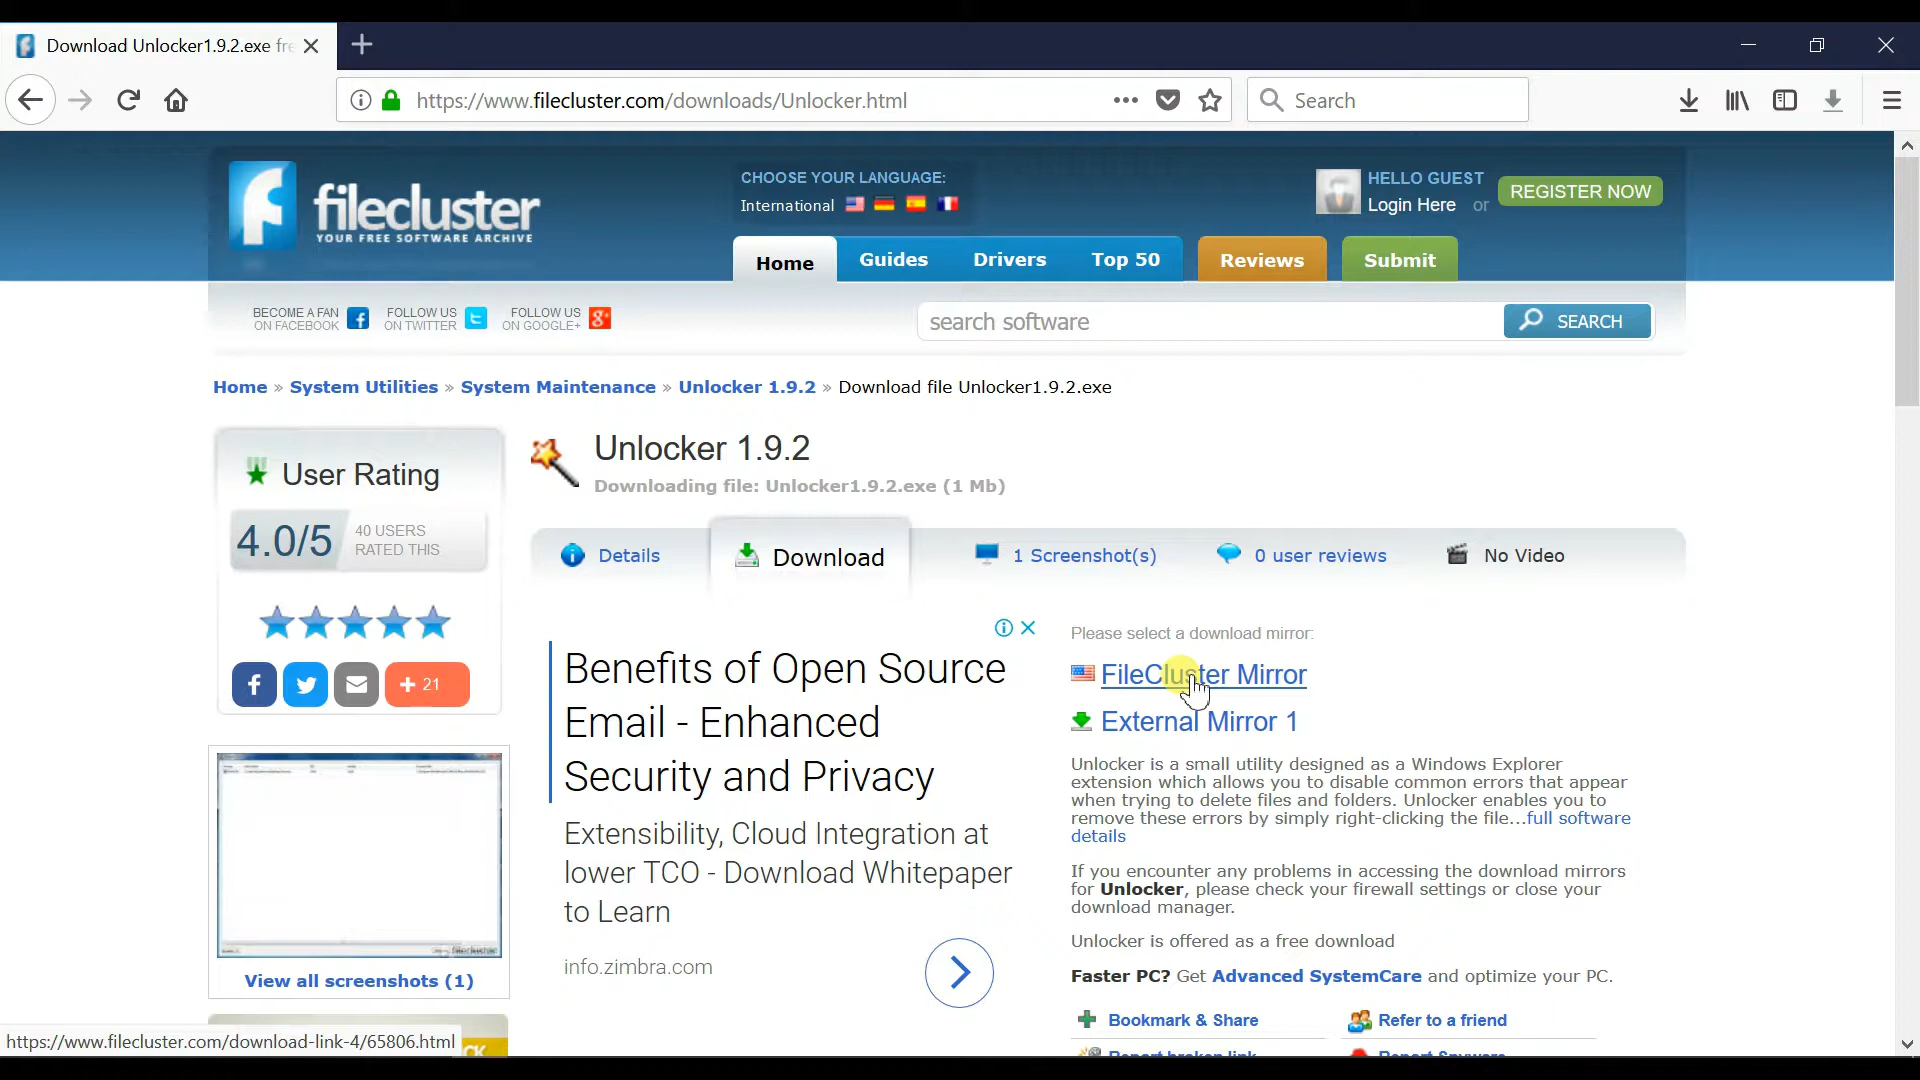 Download Unlocker1.9.2.exe fre
https://www.filecluster.com/downloads/Unlocker.html
Search
filecluster
YOUR FREE SOFTWARE ARCHIVE
CHOOSE YOUR LANGUAGE:
International
HELLO GUEST
Login Here or
REGISTER NOW
Home
Guides
Drivers
Top 50
Reviews
Submit
BECOME A FAN
ON FACEBOOK
FOLLOW US
ON TWITTER
FOLLOW US
ON GOOGLE+
search software
SEARCH
Home » System Utilities » System Maintenance » Unlocker 1.9.2 » Download file Unlocker1.9.2.exe
User Rating
4.0/5
40 USERS
RATED THIS
21
View all screenshots (1)
Unlocker 1.9.2
Downloading file: Unlocker1.9.2.exe (1 Mb)
Details
Download
1 Screenshot(s)
0 user reviews
No Video
Benefits of Open Source
Email - Enhanced
Security and Privacy
Extensibility, Cloud Integration at
lower TCO - Download Whitepaper
to Learn
info.zimbra.com
Please select a download mirror:
FileCluster Mirror
External Mirror 1
Unlocker is a small utility designed as a Windows Explorer
extension which allows you to disable common errors that appear
when trying to delete files and folders. Unlocker enables you to
remove these errors by simply right-clicking the file...full software
details
If you encounter any problems in accessing the download mirrors
for Unlocker, please check your firewall settings or close your
download manager.
Unlocker is offered as a free download
Faster PC? Get Advanced SystemCare and optimize your PC.
Bookmark & Share
Refer to a friend
Report broken link
Report Spyware
https://www.filecluster.com/download-link-4/65806.html